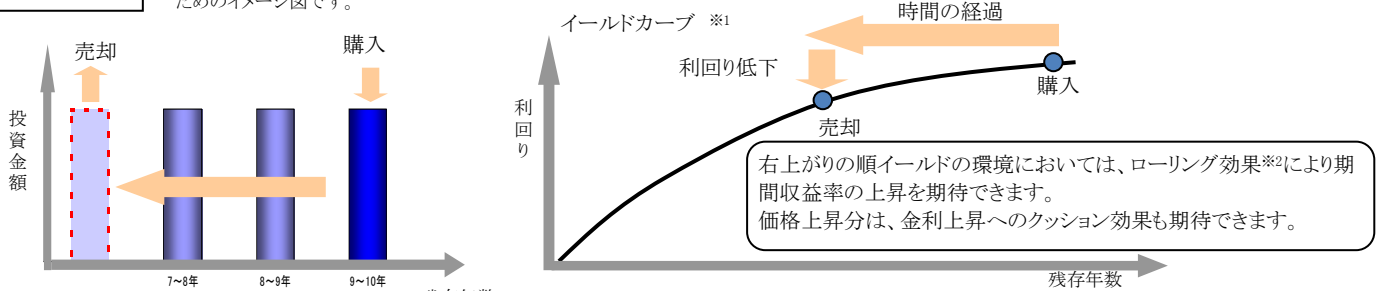 ためのイメージ図です。
売却
購入
投資金額
7～8年
8～9年
9～10年
イールドカーブ ※1
時間の経過
利回り低下
購入
売却
利回り
右上がりの順イールドの環境においては、ローリング効果※2により期
間収益率の上昇を期待できます。
価格上昇分は、金利上昇へのクッション効果も期待できます。
残存年数